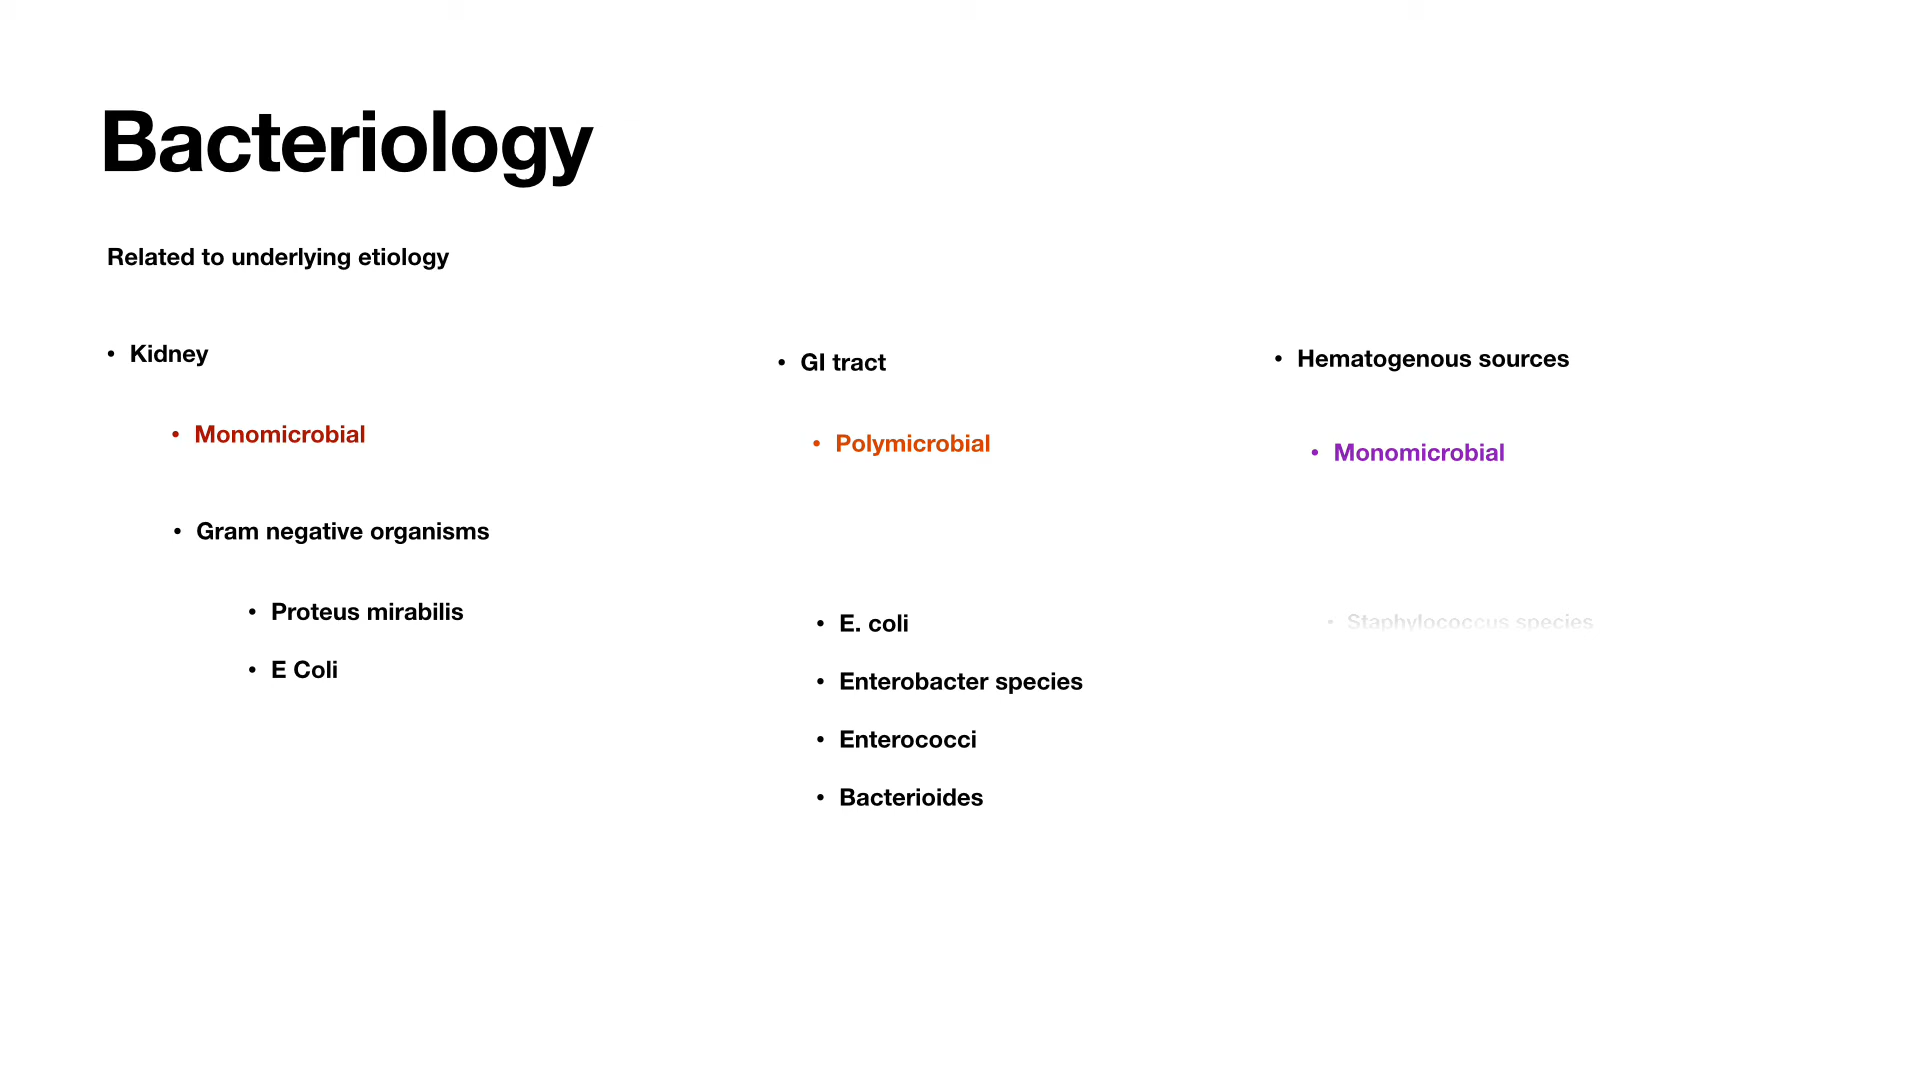 Bacteriology
Related to underlying etiology
• Kidney
• Monomicrobial
• Gram negative organisms
• Proteus mirabilis
• E Coli
• GI tract
• Polymicrobial
• E. coli
• Enterobacter species
• Enterococci
• Bacterioides
• Hematogenous sources
• Monomicrobial
• Staphylococcus species